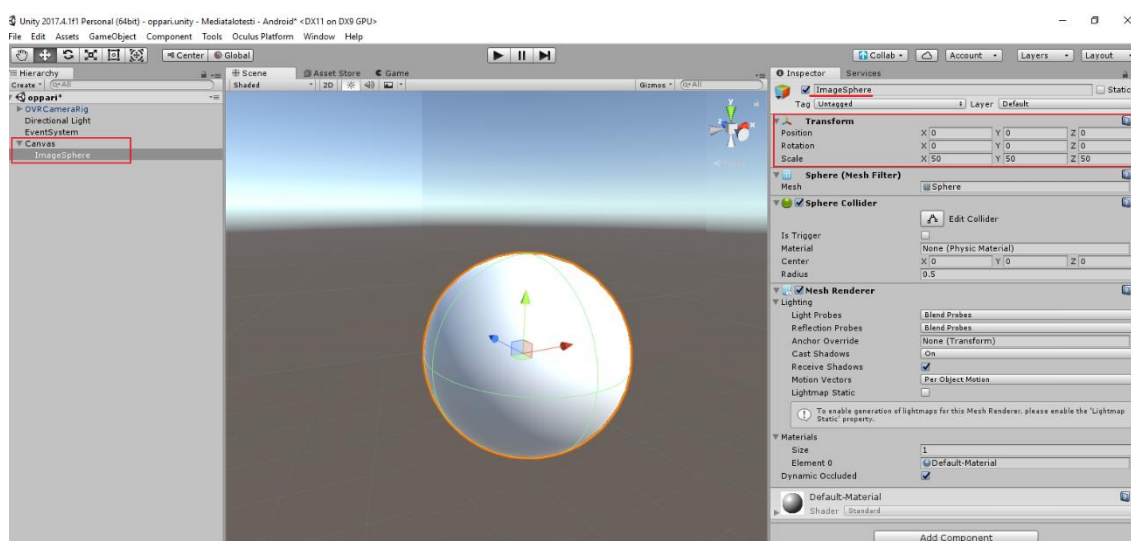 Unity 2017.4.1f1 Personal (64bit) - oppari.unity - Mediatalotesti - Android* <DX11 on DX9 GPU>
File Edit Assets GameObject Component Tools Oculus Platform Window Help
Center Global Collab Account Layers Layout
Hierarchy
Create
oppari*
OVRCameraRig
Directional Light
EventSystem
Canvas
ImageSphere
Scene Asset Store Game
Shaded 2D Gizmos All
Inspector Services
ImageSphere Static
Tag Untagged Layer Default
Transform
Position X 0 Y 0 Z 0
Rotation X 0 Y 0 Z 0
Scale X 50 Y 50 Z 50
Sphere (Mesh Filter)
Mesh Sphere
Sphere Collider
Edit Collider
Is Trigger
Material None (Physic Material)
Center X 0 Y 0 Z 0
Radius 0.5
Mesh Renderer
Lighting
Light Probes Blend Probes
Reflection Probes Blend Probes
Anchor Override None (Transform)
Cast Shadows On
Receive Shadows
Motion Vectors Per Object Motion
Lightmap Static
To enable generation of lightmaps for this Mesh Renderer, please enable the 'Lightmap
Static' property.
Materials
Size 1
Element 0 Default-Material
Dynamic Occluded
Default-Material
Shader Standard
Add Component